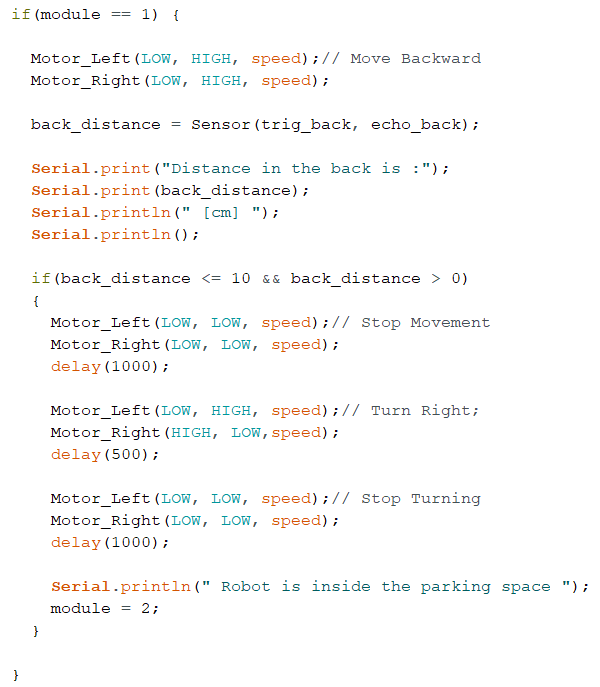 if(module == 1) {
Motor_Left(LOW, HIGH, speed);// Move Backward
Motor_Right(LOW, HIGH, speed);
back_distance = Sensor(trig_back, echo_back);
Serial.print("Distance in the back is :");
Serial.print(back_distance);
Serial.println(" [cm] ");
Serial.println();
if(back_distance <= 10 && back_distance > 0)
{
Motor_Left(LOW, LOW, speed);// Stop Movement
Motor_Right(LOW, LOW, speed);
delay(1000);
Motor_Left(LOW, HIGH, speed);// Turn Right;
Motor_Right(HIGH, LOW,speed);
delay(500);
Motor_Left(LOW, LOW, speed);// Stop Turning
Motor_Right(LOW, LOW, speed);
delay(1000);
Serial.println(" Robot is inside the parking space ");
module = 2;
}
}